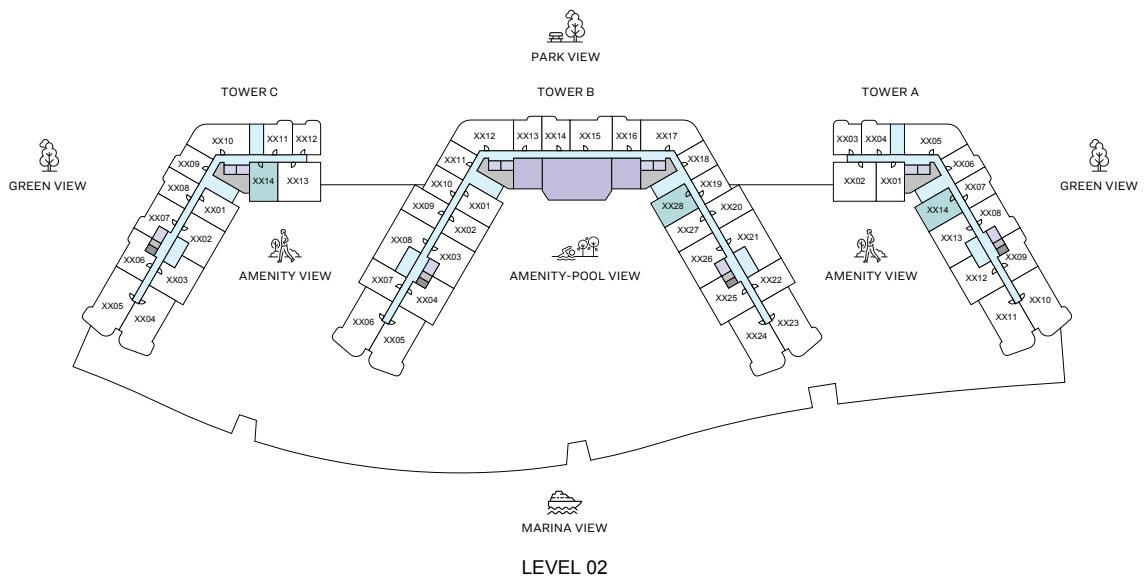 PARK VIEW
TOWER C
TOWER B
TOWER A
GREEN VIEW
GREEN VIEW
XX10
XX11
XX12
XX09
XX14
XX13
XX08
XX01
XX07
XX02
XX06
XX03
XX05
XX04
AMENITY VIEW
XX12
XX13
XX14
XX15
XX16
XX17
XX11
XX18
XX10
XX19
XX09
XX01
XX28
XX20
XX08
XX02
XX27
XX21
XX03
XX26
XX07
XX04
XX25
XX22
XX06
XX05
XX24
XX23
AMENITY-POOL VIEW
XX03
XX04
XX05
XX02
XX01
XX06
XX07
XX14
XX08
XX13
XX09
XX12
XX10
XX11
AMENITY VIEW
MARINA VIEW
LEVEL 02